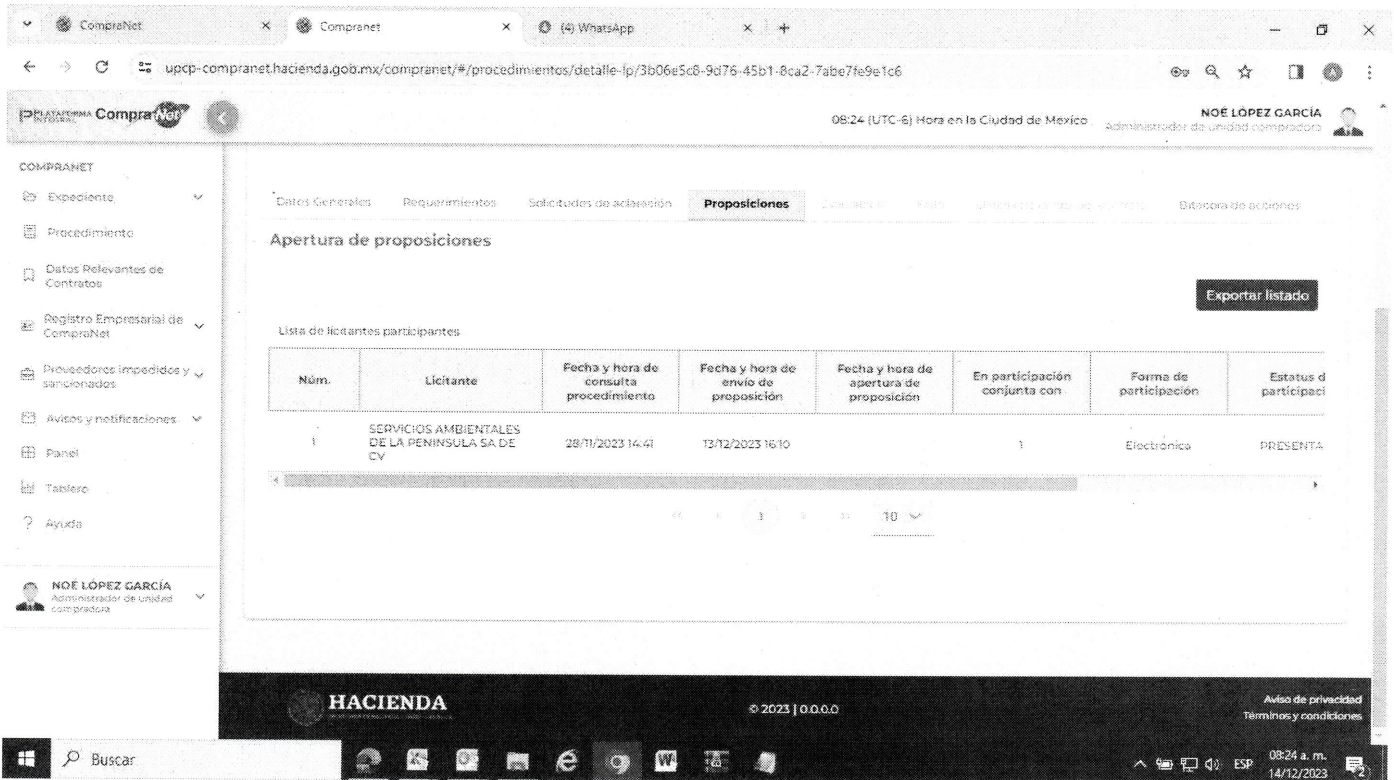 CompraNet
Compranet
(4) WhatsApp
upcp-compranet.hacienda.gob.mx/compranet/#/procedimientos/detalle-lp/3b06e5c8-9d76-45b1-8ca2-7abe7fe9e1c6
PLATAFORMA INTEGRAL CompraNet
08:24 (UTC-6) Hora en la Ciudad de México
NOÉ LÓPEZ GARCÍA
Administrador de unidad compradora
COMPRANET
Expediente
Procedimiento
Datos Relevantes de
Contratos
Registro Empresarial de
CompraNet
Proveedores impedidos y
sancionados
Avisos y notificaciones
Panel
Tablero
Ayuda
NOÉ LÓPEZ GARCÍA
Administrador de unidad
compradora
Datos Generales Requerimientos Solicitudes de aclaración Proposiciones Fallo Bitácora de acciones
Apertura de proposiciones
Exportar listado
Lista de licitantes participantes
Núm.
Licitante
Fecha y hora de
consulta
procedimiento
Fecha y hora de
envío de
proposición
Fecha y hora de
apertura de
proposición
En participación
conjunta con
Forma de
participación
Estatus d
participaci
1
SERVICIOS AMBIENTALES
DE LA PENINSULA SA DE
CV
28/11/2023 14:41
13/12/2023 16:10
1
Electrónica
PRESENTA
1
10
HACIENDA
© 2023 | 0.0.0.0
Aviso de privacidad
Términos y condiciones
Buscar
ESP
08:24 a. m.
14/12/2023
2